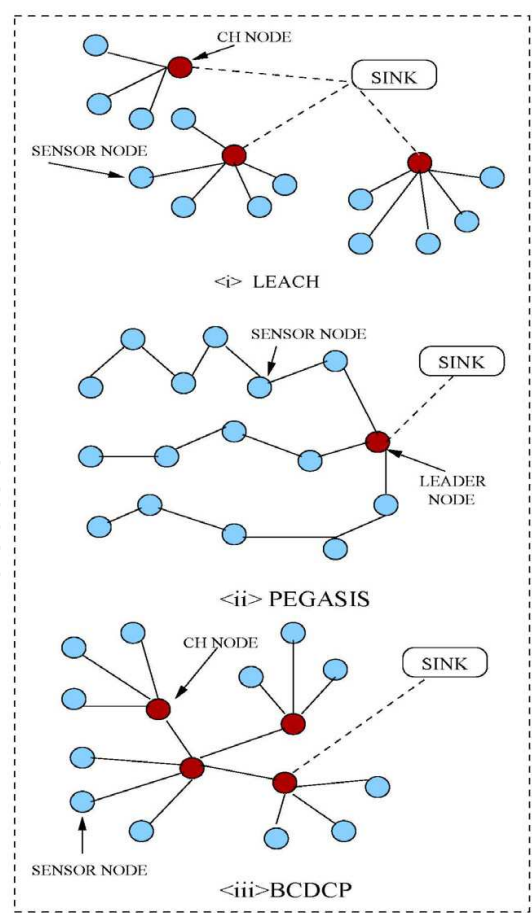 CH NODE
SINK
SENSOR NODE
<i> LEACH
SENSOR NODE
SINK
LEADER
NODE
<ii> PEGASIS
CH NODE
SINK
SENSOR NODE
<iii>BCDCP